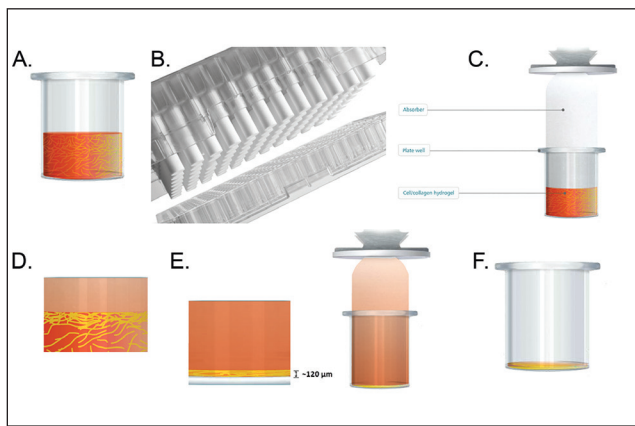 A.
B.
C.
Absorber
Plate well
Cell/collagen hydrogel
D.
E.
~120 µm
F.